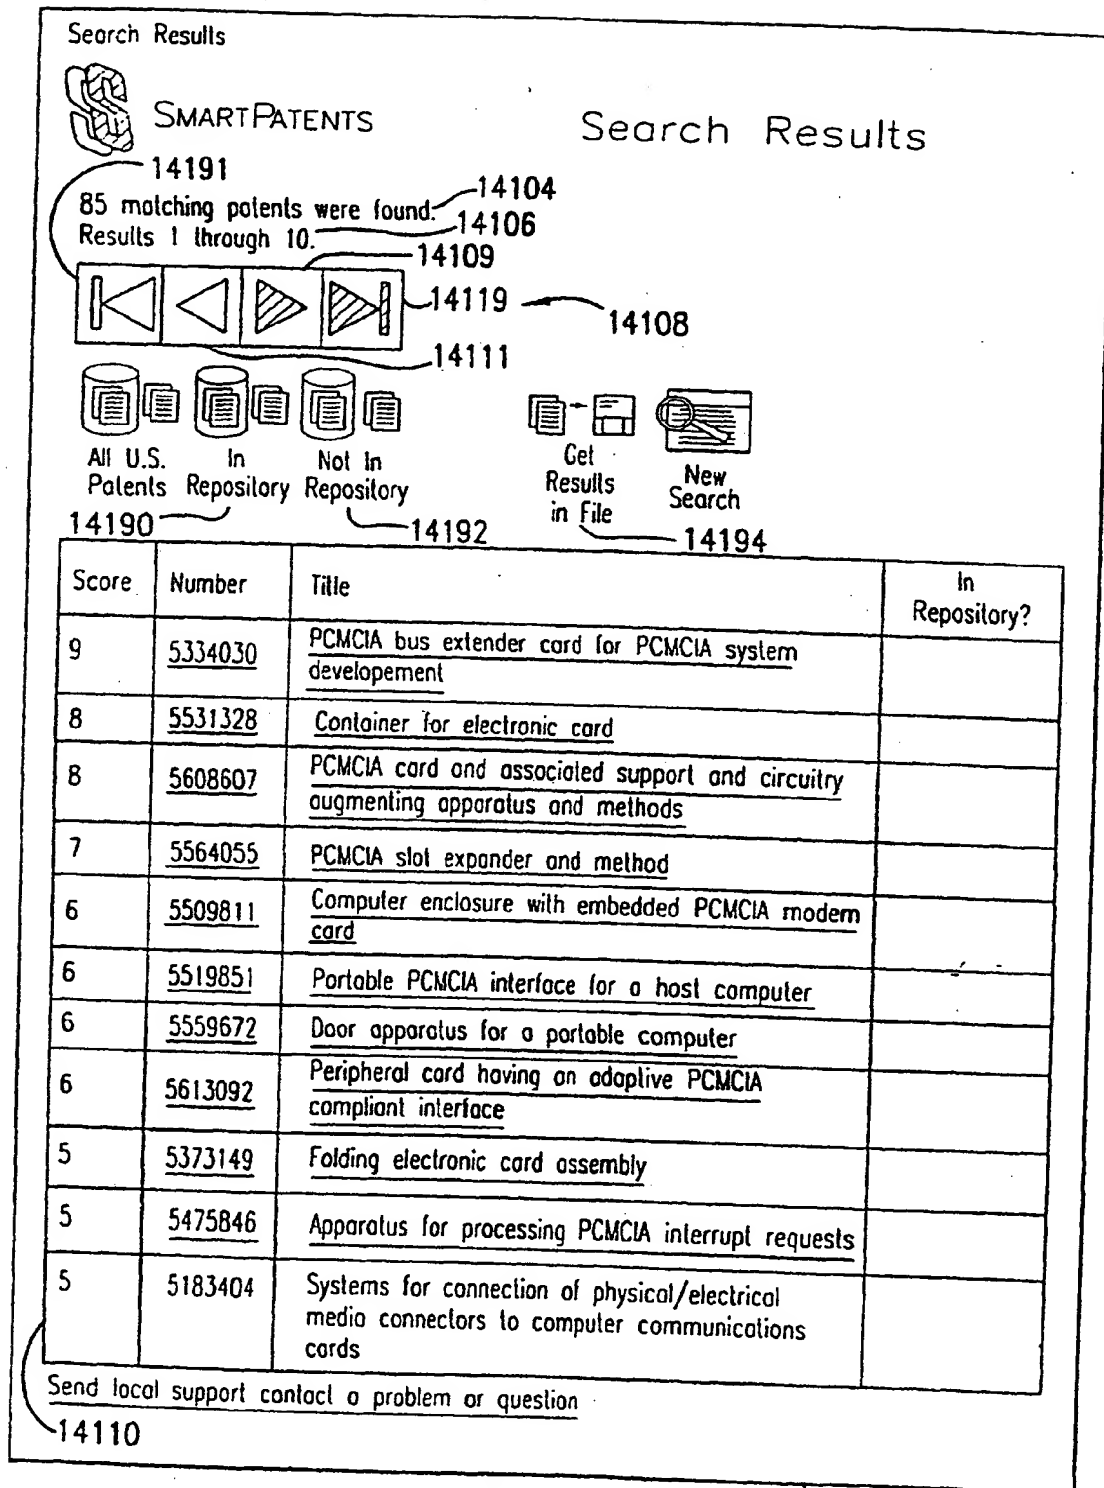 Search Results
SMARTPATENTS
Search Results
14191
85 matching patents were found.
14104
Results 1 through 10.
14106
14109
14119
14108
14111
All U.S. Patents
In Repository
Not In Repository
Get Results in File
New Search
14190
14192
14194
Score Number Title In Repository?
9 5334030 PCMCIA bus extender card for PCMCIA system
developement
8 5531328 Container for electronic card
8 5608607 PCMCIA card and associated support and circuitry
augmenting apparatus and methods
7 5564055 PCMCIA slot expander and method
6 5509811 Computer enclosure with embedded PCMCIA modem
card
6 5519851 Portable PCMCIA interface for a host computer
6 5559672 Door apparatus for a portable computer
6 5613092 Peripheral card having an adaptive PCMCIA
compliant interface
5 5373149 Folding electronic card assembly
5 5475846 Apparatus for processing PCMCIA interrupt requests
5 5183404 Systems for connection of physical/electrical
media connectors to computer communications
cards
Send local support contact a problem or question
14110